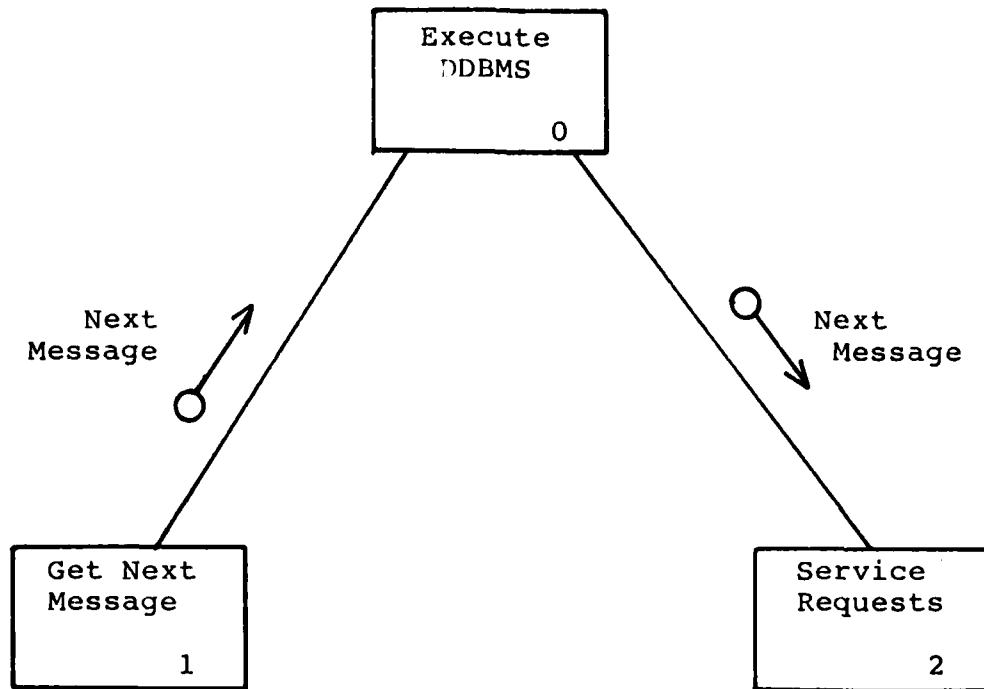 Execute
DDBMS
0
Next
Message
Next
Message
Get Next
Message
1
Service
Requests
2